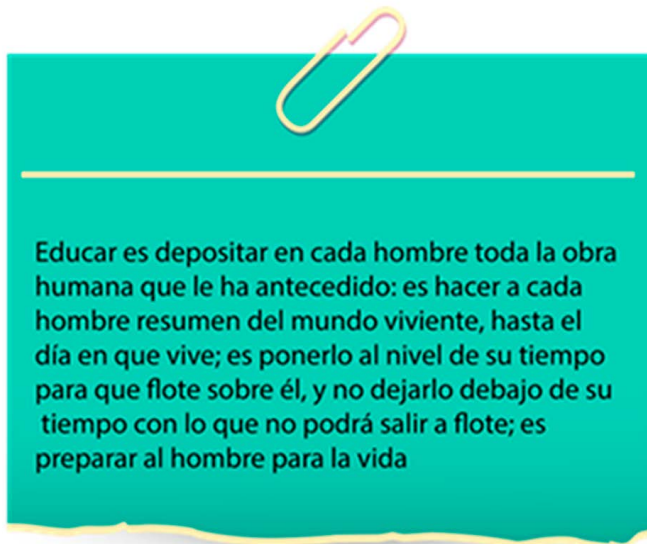 Educar es depositar en cada hombre toda la obra
humana que le ha antecedido: es hacer a cada
hombre resumen del mundo viviente, hasta el
día en que vive; es ponerlo al nivel de su tiempo
para que flote sobre él, y no dejarlo debajo de su
tiempo con lo que no podrá salir a flote; es
preparar al hombre para la vida